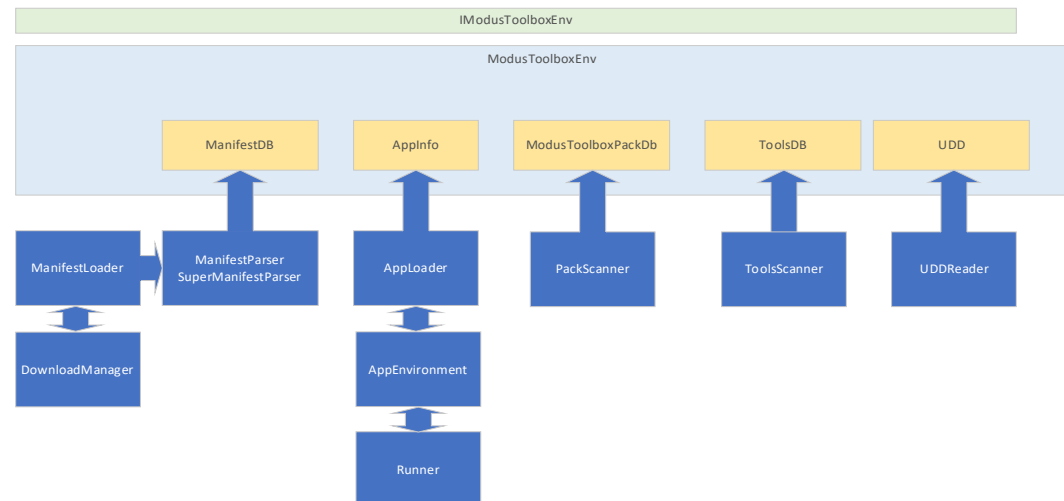 IModusToolboxEnv
ModusToolboxEnv
ManifestDB
AppInfo
ModusToolboxPackDb
ToolsDB
UDD
ManifestLoader
ManifestParser
SuperManifestParser
AppLoader
PackScanner
ToolsScanner
UDDReader
DownloadManager
AppEnvironment
Runner